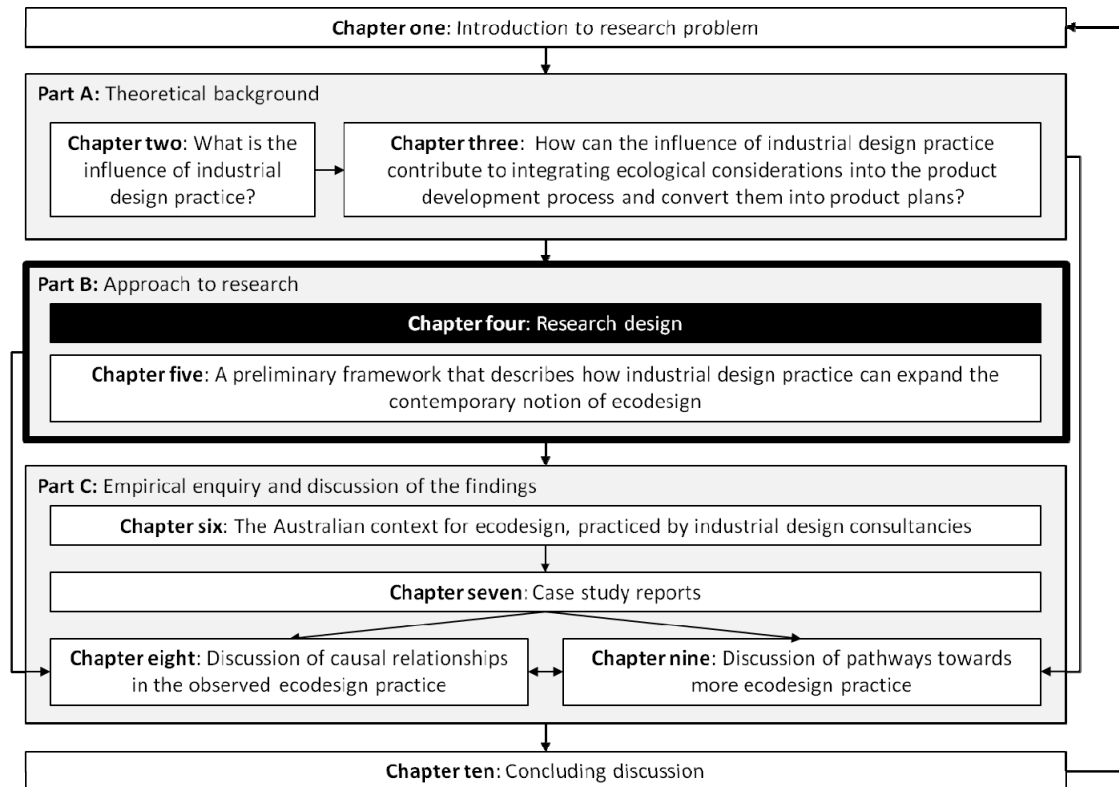 Chapter one: Introduction to research problem
Part A: Theoretical background
Chapter two: What is the
influence of industrial
design practice?
Chapter three: How can the influence of industrial design practice
contribute to integrating ecological considerations into the product
development process and convert them into product plans?
Part B: Approach to research
Chapter four: Research design
Chapter five: A preliminary framework that describes how industrial design practice can expand the
contemporary notion of ecodesign
Part C: Empirical enquiry and discussion of the findings
Chapter six: The Australian context for ecodesign, practiced by industrial design consultancies
Chapter seven: Case study reports
Chapter eight: Discussion of causal relationships
in the observed ecodesign practice
Chapter nine: Discussion of pathways towards
more ecodesign practice
Chapter ten: Concluding discussion